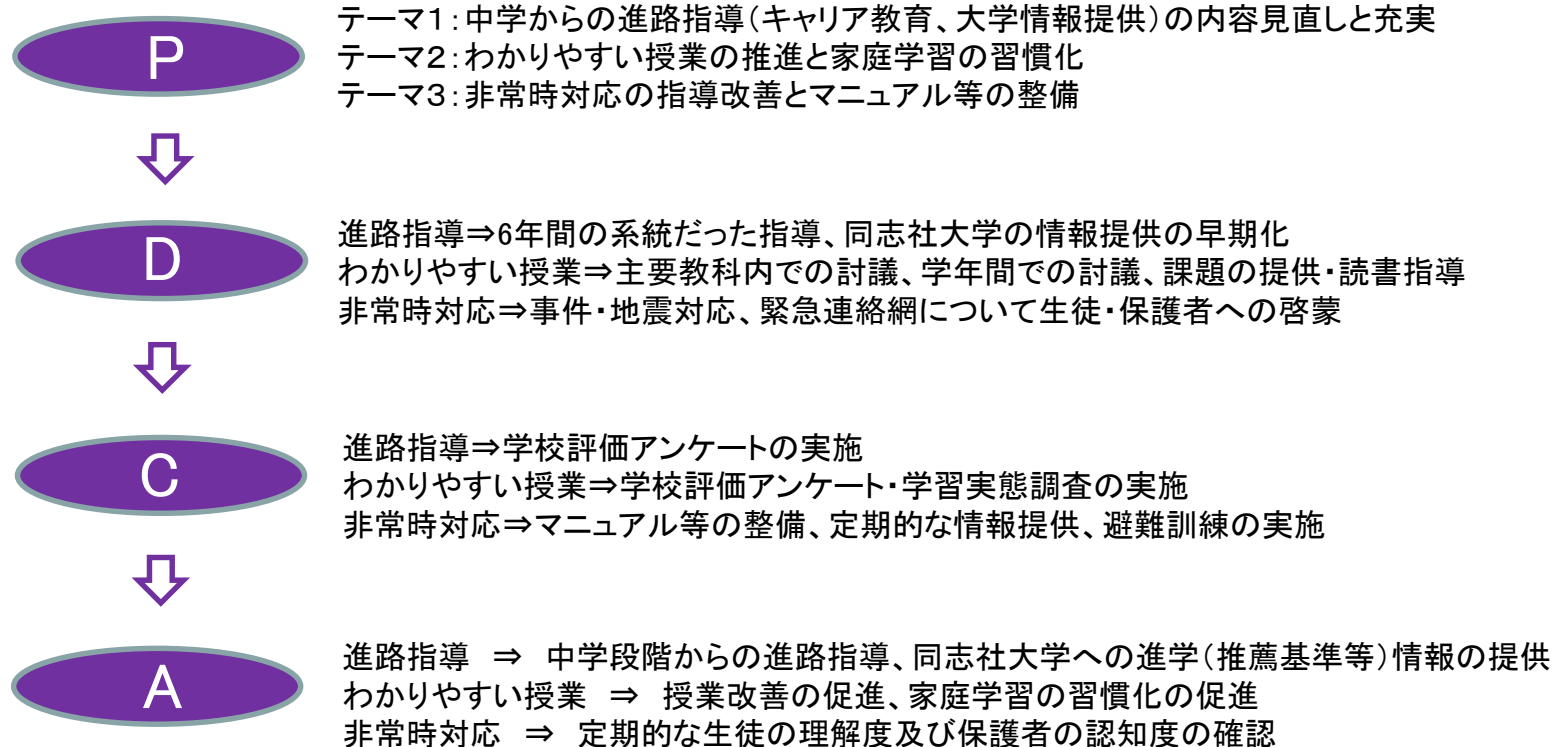 P
テーマ1:中学からの進路指導(キャリア教育、大学情報提供)の内容見直しと充実
テーマ2:わかりやすい授業の推進と家庭学習の習慣化
テーマ3:非常時対応の指導改善とマニュアル等の整備
D
進路指導⇒6年間の系統だった指導、同志社大学の情報提供の早期化
わかりやすい授業⇒主要教科内での討議、学年間での討議、課題の提供・読書指導
非常時対応⇒事件・地震対応、緊急連絡網について生徒・保護者への啓蒙
C
進路指導⇒学校評価アンケートの実施
わかりやすい授業⇒学校評価アンケート・学習実態調査の実施
非常時対応⇒マニュアル等の整備、定期的な情報提供、避難訓練の実施
A
進路指導 ⇒ 中学段階からの進路指導、同志社大学への進学(推薦基準等)情報の提供
わかりやすい授業 ⇒ 授業改善の促進、家庭学習の習慣化の促進
非常時対応 ⇒ 定期的な生徒の理解度及び保護者の認知度の確認